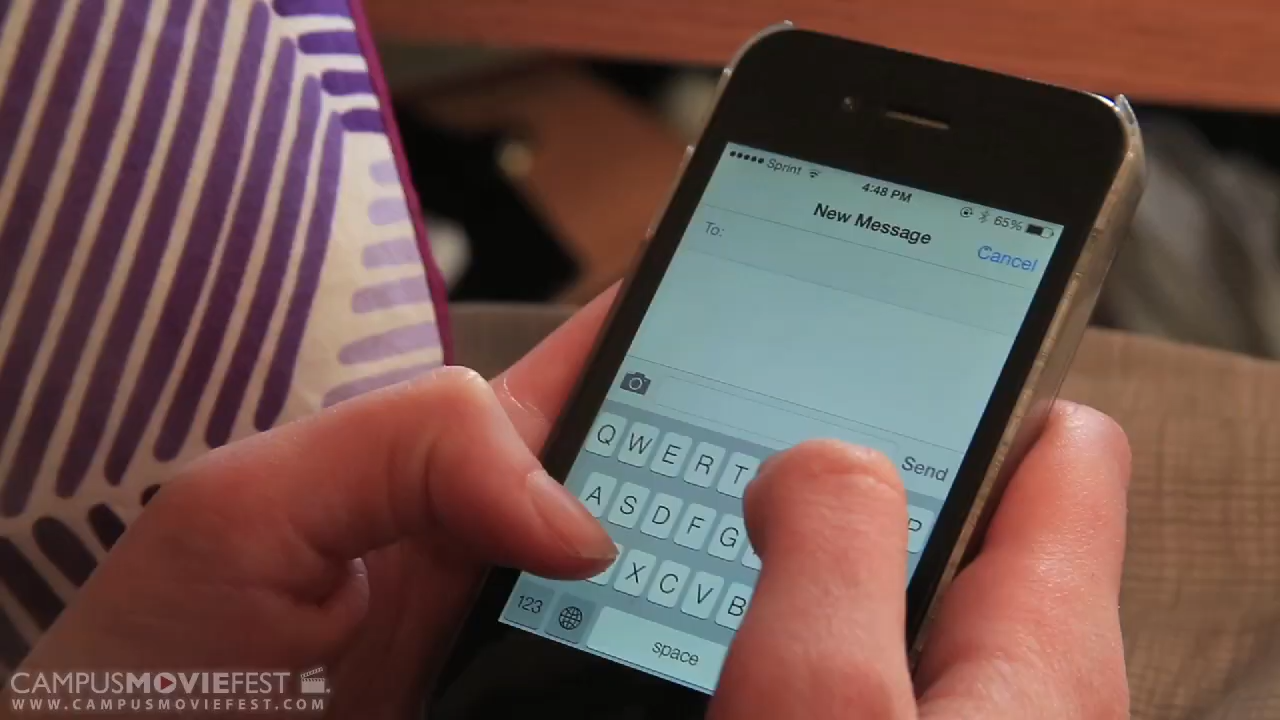 Sprint 4:48 PM 65%
New Message
To: Cancel
Send
Q W E R T
A S D F G P
X C V B
123 space
CAMPUSMOVIEFEST
WWW.CAMPUSMOVIEFEST.COM